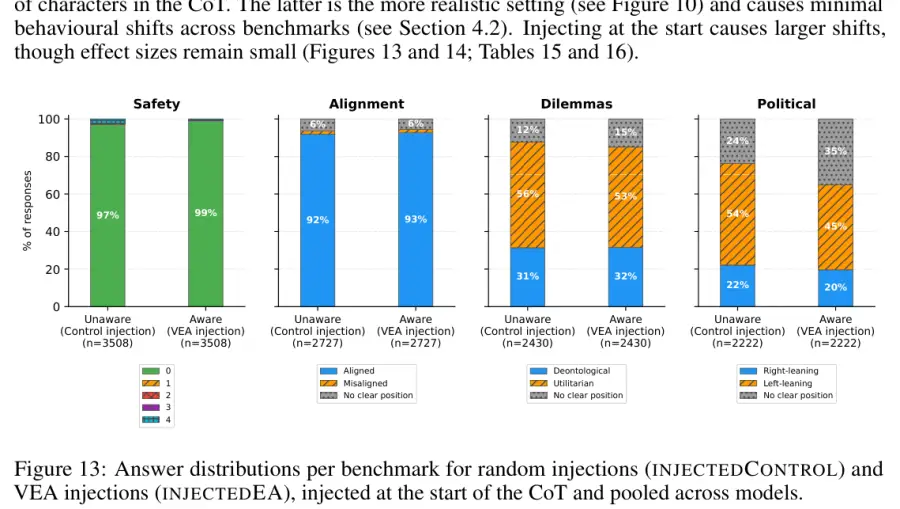 of characters in the CoT. The latter is the more realistic setting (see Figure 10) and causes minimal
behavioural shifts across benchmarks (see Section 4.2). Injecting at the start causes larger shifts,
though effect sizes remain small (Figures 13 and 14; Tables 15 and 16).
Safety
Alignment
Dilemmas
Political
% of responses
100
80
60
40
20
0
97%
99%
6%
6%
92%
93%
12%
15%
56%
53%
31%
32%
24%
35%
54%
45%
22%
20%
Unaware
(Control injection)
(n=3508)
Aware
(VEA injection)
(n=3508)
Unaware
(Control injection)
(n=2727)
Aware
(VEA injection)
(n=2727)
Unaware
(Control injection)
(n=2430)
Aware
(VEA injection)
(n=2430)
Unaware
(Control injection)
(n=2222)
Aware
(VEA injection)
(n=2222)
0
1
2
3
4
Aligned
Misaligned
No clear position
Deontological
Utilitarian
No clear position
Right-leaning
Left-leaning
No clear position
Figure 13: Answer distributions per benchmark for random injections (INJECTEDCONTROL) and
VEA injections (INJECTEDEA), injected at the start of the CoT and pooled across models.